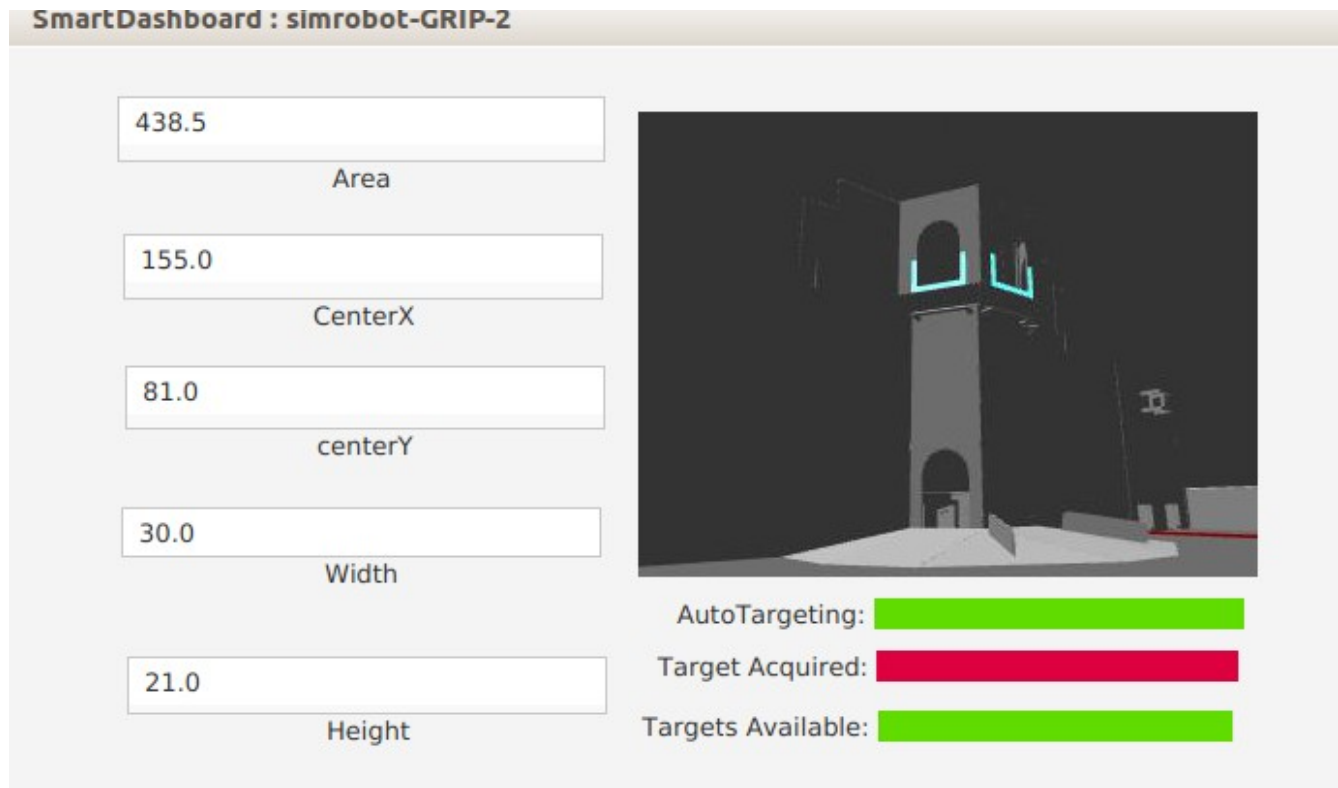 SmartDashboard : simrobot-GRIP-2
438.5
Area
155.0
CenterX
81.0
centerY
30.0
Width
21.0
Height
AutoTargeting:
Target Acquired:
Targets Available: